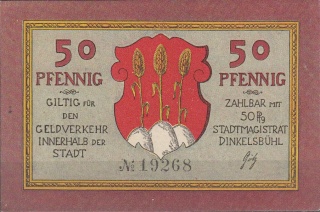 50
PFENNIG
GILTIG FÜR
DEN
GELDVERKEHR
INNERHALB DER
STADT
50
PFENNIG
ZAHLBAR MIT
50 Pfg
STADTMAGISTRAT
DINKELSBÜHL
№ 19268